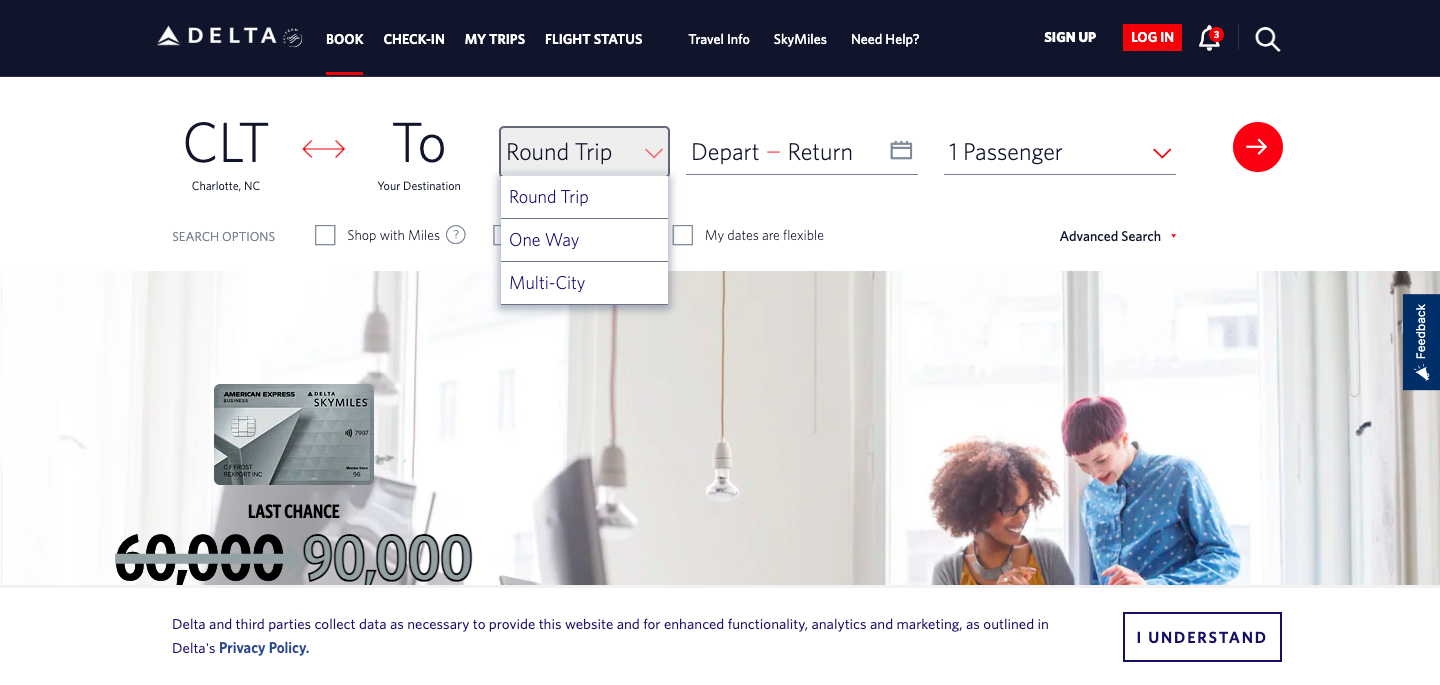 DELTA
BOOK
CHECK-IN
MY TRIPS
FLIGHT STATUS
Travel Info
SkyMiles
Need Help?
SIGN UP
LOG IN
3
CLT
Charlotte, NC
To
Your Destination
Round Trip
Depart – Return
1 Passenger
Round Trip
One Way
Multi-City
SEARCH OPTIONS
Shop with Miles ?
My dates are flexible
Advanced Search
Feedback
AMERICAN EXPRESS
BUSINESS
DELTA
SKYMILES
7997
C F FROST
REXPORT INC
Member Since
96
LAST CHANCE
60,000 90,000
Delta and third parties collect data as necessary to provide this website and for enhanced functionality, analytics and marketing, as outlined in
Delta's Privacy Policy.
I UNDERSTAND